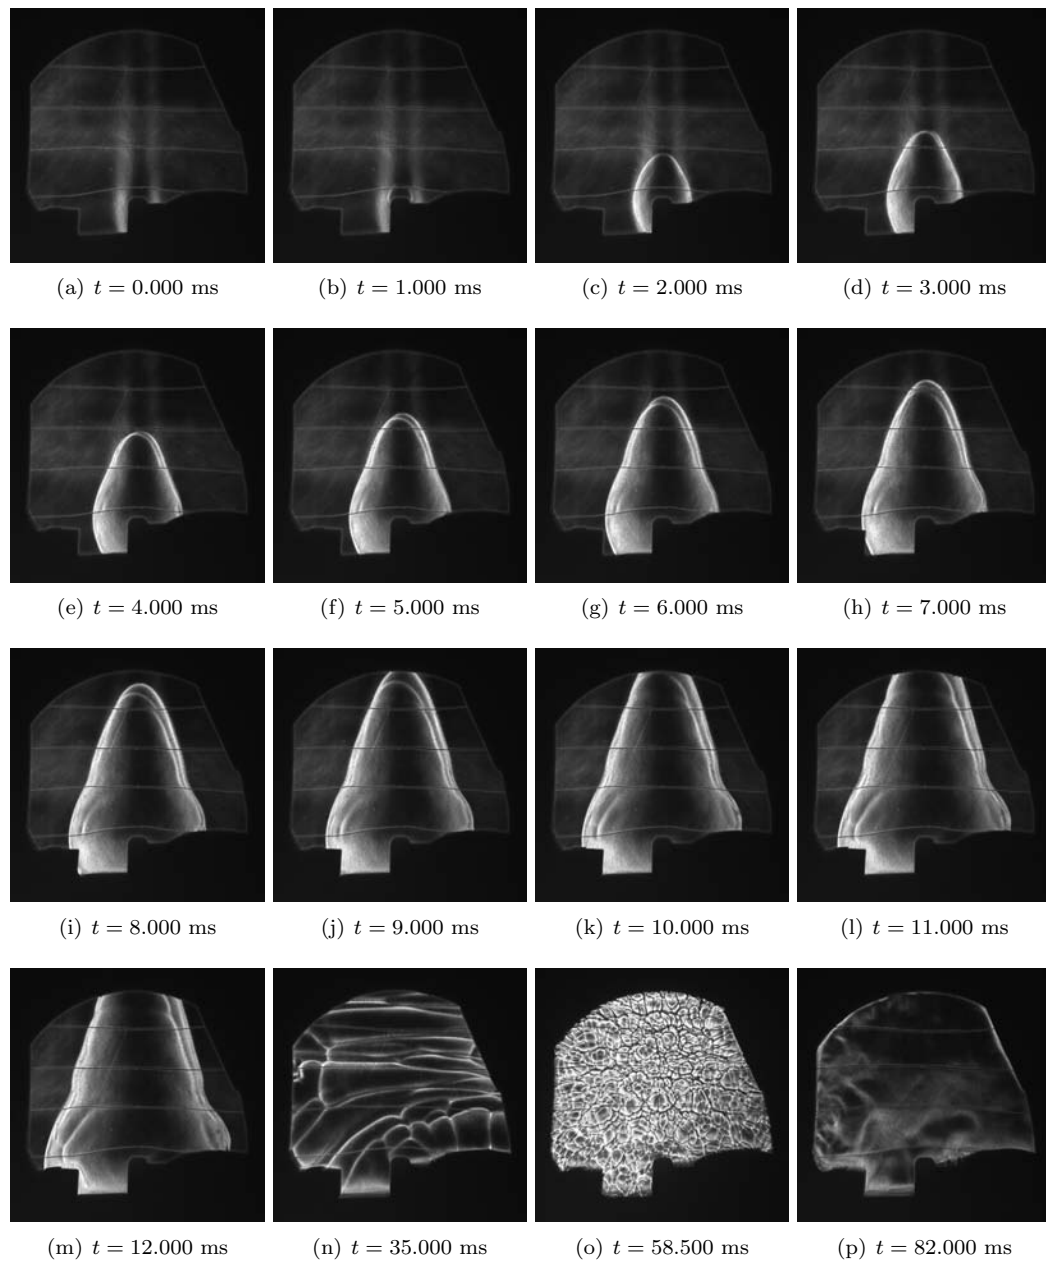 (a) t = 0.000 ms (b) t = 1.000 ms (c) t = 2.000 ms (d) t = 3.000 ms
(e) t = 4.000 ms (f) t = 5.000 ms (g) t = 6.000 ms (h) t = 7.000 ms
(i) t = 8.000 ms (j) t = 9.000 ms (k) t = 10.000 ms (l) t = 11.000 ms
(m) t = 12.000 ms (n) t = 35.000 ms (o) t = 58.500 ms (p) t = 82.000 ms